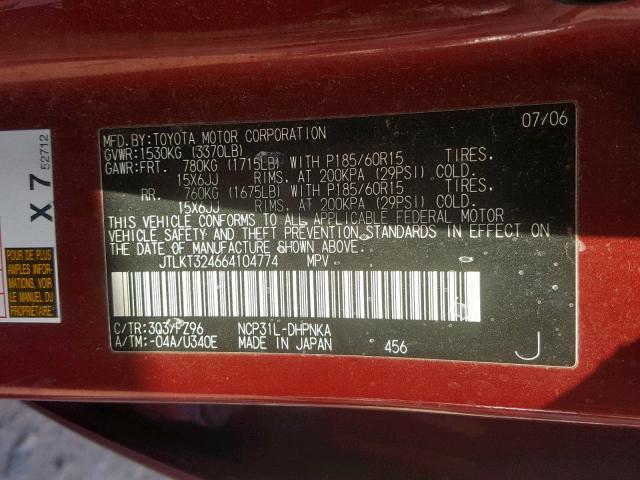 07/06
MFD.BY:TOYOTA MOTOR CORPORATION
GVWR:1530KG (3370LB)
GAWR:FRT. 780KG (1715LB) WITH P185/60R15 TIRES.
15X6JJ RIMS. AT 200KPA (29PSI) COLD.
RR. 760KG (1675LB) WITH P185/60R15 TIRES.
15X6JJ RIMS. AT 200KPA (29PSI) COLD.
THIS VEHICLE CONFORMS TO ALL APPLICABLE FEDERAL MOTOR
VEHICLE SAFETY AND THEFT PREVENTION STANDARDS IN EFFECT ON
THE DATE OF MANUFACTURE SHOWN ABOVE.
JTLKT324664104774 MPV
C/TR:3Q3/FZ96 NCP31L-DHPNKA
A/TM:-04A/U340E MADE IN JAPAN 456 J
X 7
52712
POUR DE PLUS
AMPLES
INFORMATIONS,
LIRE LE MANUEL
DU
PROPRIÉTAIRE.